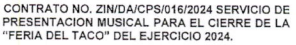 CONTRATO NO. ZIN/DA/CPS/016/2024 SERVICIO DE
PRESENTACION MUSICAL PARA EL CIERRE DE LA
"FERIA DEL TACO" DEL EJERCICIO 2024.